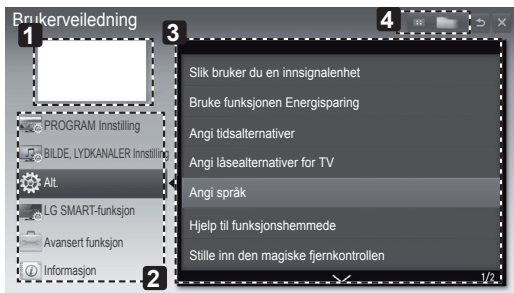 Brukerveiledning
1
3
4
Slik bruker du en innsignalenhet
Bruke funksjonen Energisparing
Angi tidsalternativer
Angi låsealternativer for TV
Angi språk
Hjelp til funksjonshemmede
Stille inn den magiske fjernkontrollen
1/2
PROGRAM Innstilling
BILDE, LYDKANALER Innstilling
Alt.
LG SMART-funksjon
Avansert funksjon
Informasjon
2